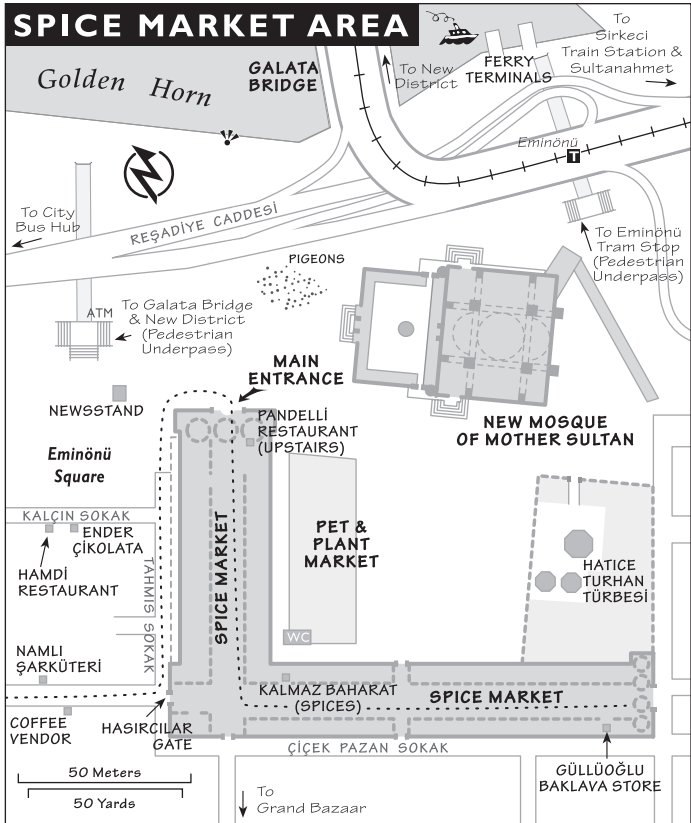 SPICE MARKET AREA
To
Sirkeci
Train Station &
Sultanahmet
Golden Horn
GALATA
BRIDGE
To New
District
FERRY
TERMINALS
Eminönü
T
To City
Bus Hub
REŞADİYE CADDESİ
To Eminönü
Tram Stop
(Pedestrian
Underpass)
PIGEONS
ATM
To Galata Bridge
& New District
(Pedestrian
Underpass)
MAIN
ENTRANCE
NEWSSTAND
PANDELLİ
RESTAURANT
(UPSTAIRS)
NEW MOSQUE
OF MOTHER SULTAN
Eminönü
Square
KALÇIN SOKAK
ENDER
ÇİKOLATA
HAMDİ
RESTAURANT
TAHMIS SOKAK
SPICE MARKET
PET &
PLANT
MARKET
HATICE
TURHAN
TÜRBESİ
WC
NAMLI
ŞARKÜTERİ
KALMAZ BAHARAT
(SPICES)
SPICE MARKET
COFFEE
VENDOR
HASIRCILAR
GATE
ÇİÇEK PAZAN SOKAK
GÜLLÜOĞLU
BAKLAVA STORE
50 Meters
50 Yards
To
Grand Bazaar